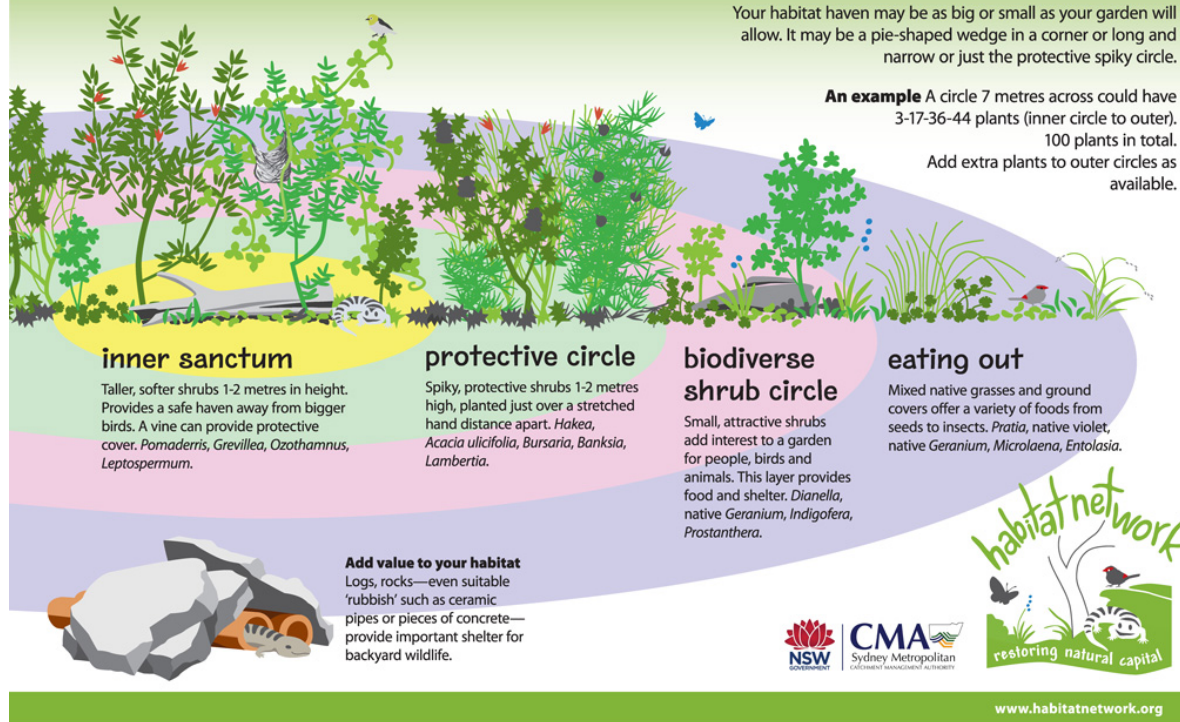 Your habitat haven may be as big or small as your garden will
allow. It may be a pie-shaped wedge in a corner or long and
narrow or just the protective spiky circle.
An example A circle 7 metres across could have
3-17-36-44 plants (inner circle to outer).
100 plants in total.
Add extra plants to outer circles as
available.
inner sanctum
Taller, softer shrubs 1-2 metres in height.
Provides a safe haven away from bigger
birds. A vine can provide protective
cover. Pomaderris, Grevillea, Ozothamnus,
Leptospermum.
protective circle
Spiky, protective shrubs 1-2 metres
high, planted just over a stretched
hand distance apart. Hakea,
Acacia ulicifolia, Bursaria, Banksia,
Lambertia.
biodiverse
shrub circle
Small, attractive shrubs
add interest to a garden
for people, birds and
animals. This layer provides
food and shelter. Dianella,
native Geranium, Indigofera,
Prostanthera.
eating out
Mixed native grasses and ground
covers offer a variety of foods from
seeds to insects. Pratia, native violet,
native Geranium, Microlaena, Entolasia.
Add value to your habitat
Logs, rocks—even suitable
'rubbish' such as ceramic
pipes or pieces of concrete—
provide important shelter for
backyard wildlife.
NSW
GOVERNMENT
CMA
Sydney Metropolitan
CATCHMENT MANAGEMENT AUTHORITY
habitat network
restoring natural capital
www.habitatnetwork.org